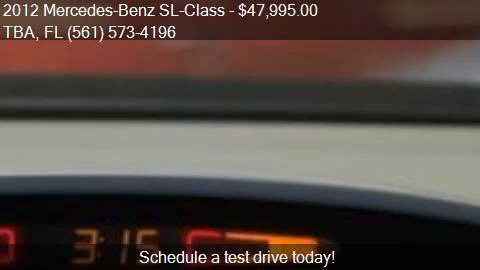 2012 Mercedes-Benz SL-Class - $47,995.00
TBA, FL (561) 573-4196
3:15
Schedule a test drive today!